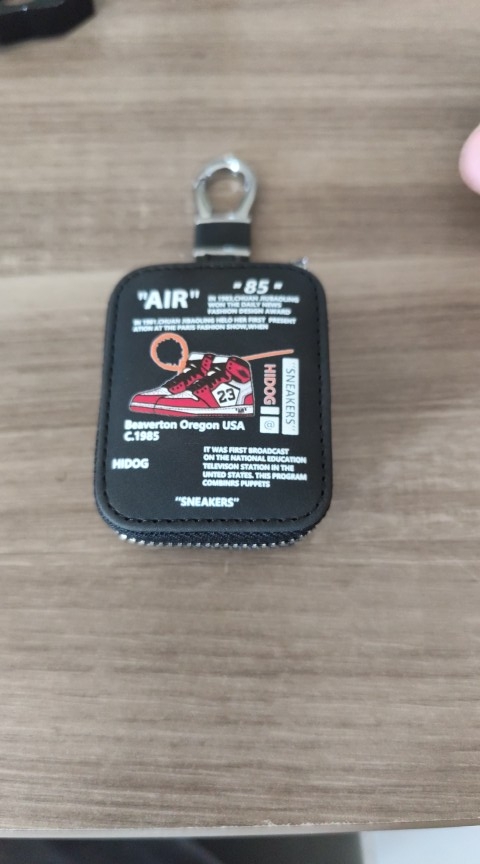 "AIR"
" 85 "
IN 1983,CHUAN JIUBAOLING
WON THE DAILY NEWS
FASHION DESIGN AWARD
IN 1981,CHUAN JIBAOLING HELD HER FIRST PRESENT
ATION AT THE PARIS FASHION SHOW,WHEN
23
HIDOG
@
"SNEAKERS"
Beaverton Oregon USA
C.1985
HIDOG
IT WAS FIRST BROADCAST
ON THE NATIONAL EDUCATION
TELEVISON STATION IN THE
UNTED STATES. THIS PROGRAM
COMBINRS PUPPETS
"SNEAKERS"